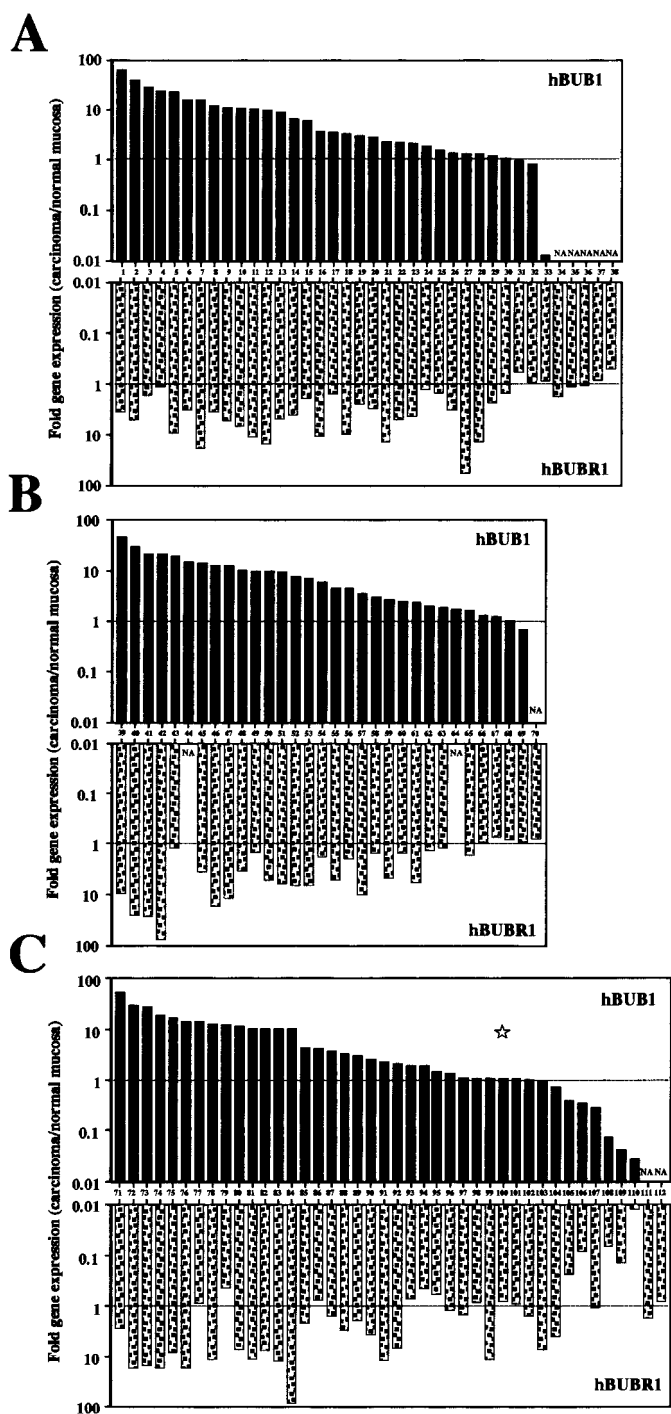 A
Fold gene expression (carcinoma/normal mucosa)
100
10
1
0.1
0.01
hBUB1
NA NA NA NA NA
1 2 3 4 5 6 7 8 9 10 11 12 13 14 15 16 17 18 19 20 21 22 23 24 25 26 27 28 29 30 31 32 33 34 35 36 37 38
0.01
0.1
1
10
100
hBUBR1
B
Fold gene expression (carcinoma/normal mucosa)
100
10
1
0.1
0.01
hBUB1
NA
39 40 41 42 43 44 45 46 47 48 49 50 51 52 53 54 55 56 57 58 59 60 61 62 63 64 65 66 67 68 69 70
0.01
0.1
1
10
100
NA NA
hBUBR1
C
Fold gene expression (carcinoma/normal mucosa)
100
10
1
0.1
0.01
hBUB1
NA NA
71 72 73 74 75 76 77 78 79 80 81 82 83 84 85 86 87 88 89 90 91 92 93 94 95 96 97 98 99 100 101 102 103 104 105 106 107 108 109 110 111 112
0.01
0.1
1
10
100
hBUBR1